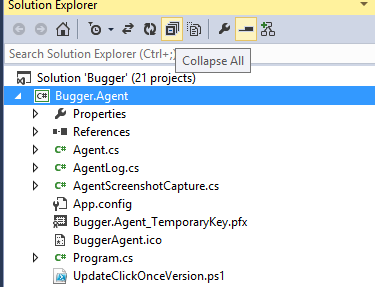 Solution Explorer
Search Solution Explorer (Ctrl+;)
Collapse All
Solution 'Bugger' (21 projects)
C# Bugger.Agent
Properties
References
C# Agent.cs
C# AgentLog.cs
C# AgentScreenshotCapture.cs
App.config
Bugger.Agent_TemporaryKey.pfx
BuggerAgent.ico
C# Program.cs
UpdateClickOnceVersion.ps1